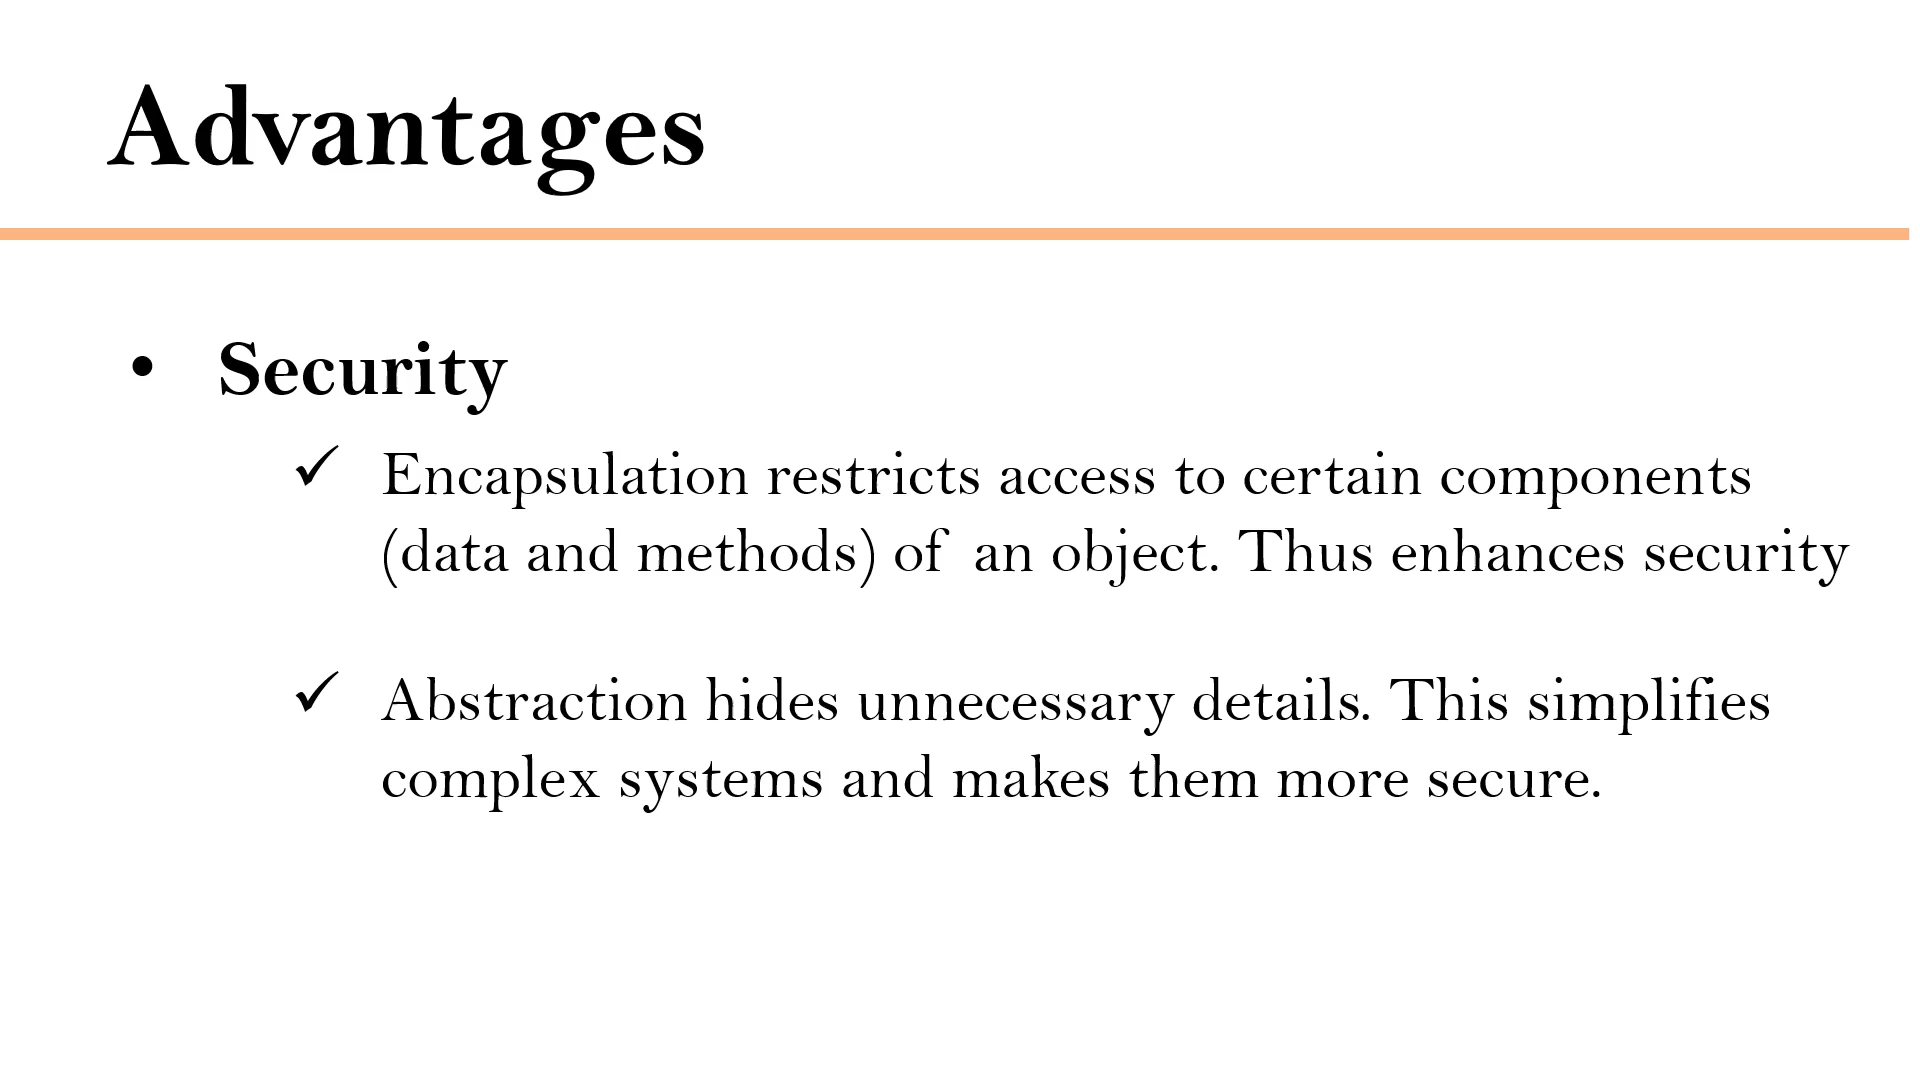 Advantages
• Security
✓ Encapsulation restricts access to certain components
(data and methods) of an object. Thus enhances security
✓ Abstraction hides unnecessary details. This simplifies
complex systems and makes them more secure.